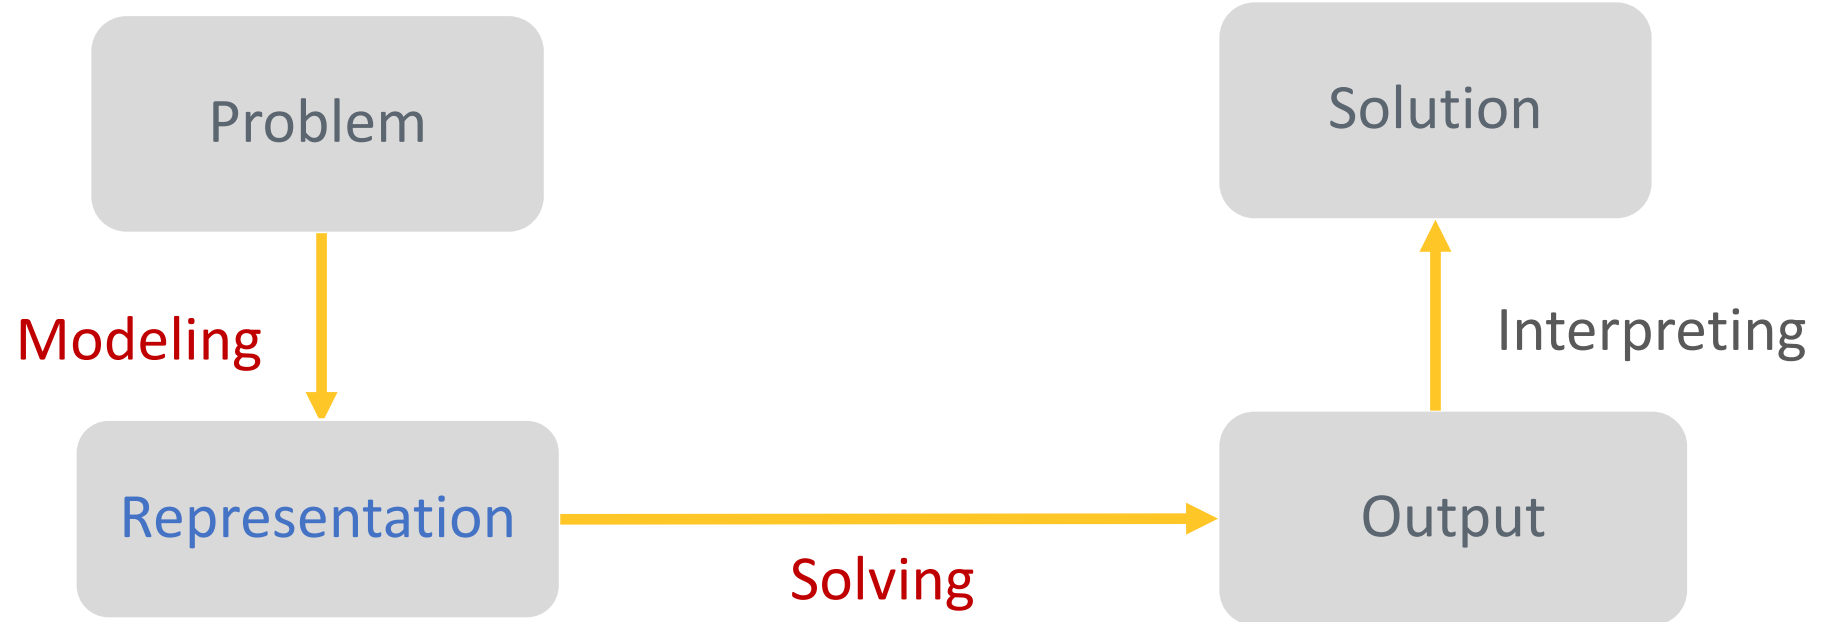 Problem
Solution
Modeling
Interpreting
Representation
Output
Solving